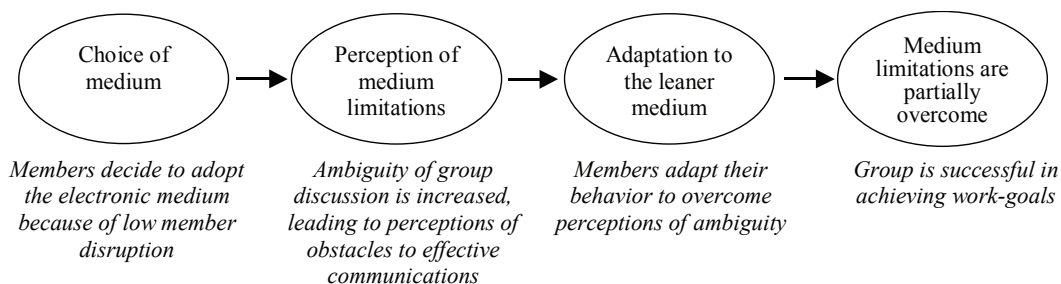 Choice of
medium
Perception of
medium
limitations
Adaptation to
the leaner
medium
Medium
limitations are
partially
overcome
Members decide to adopt
the electronic medium
because of low member
disruption
Ambiguity of group
discussion is increased,
leading to perceptions of
obstacles to effective
communications
Members adapt their
behavior to overcome
perceptions of ambiguity
Group is successful in
achieving work-goals